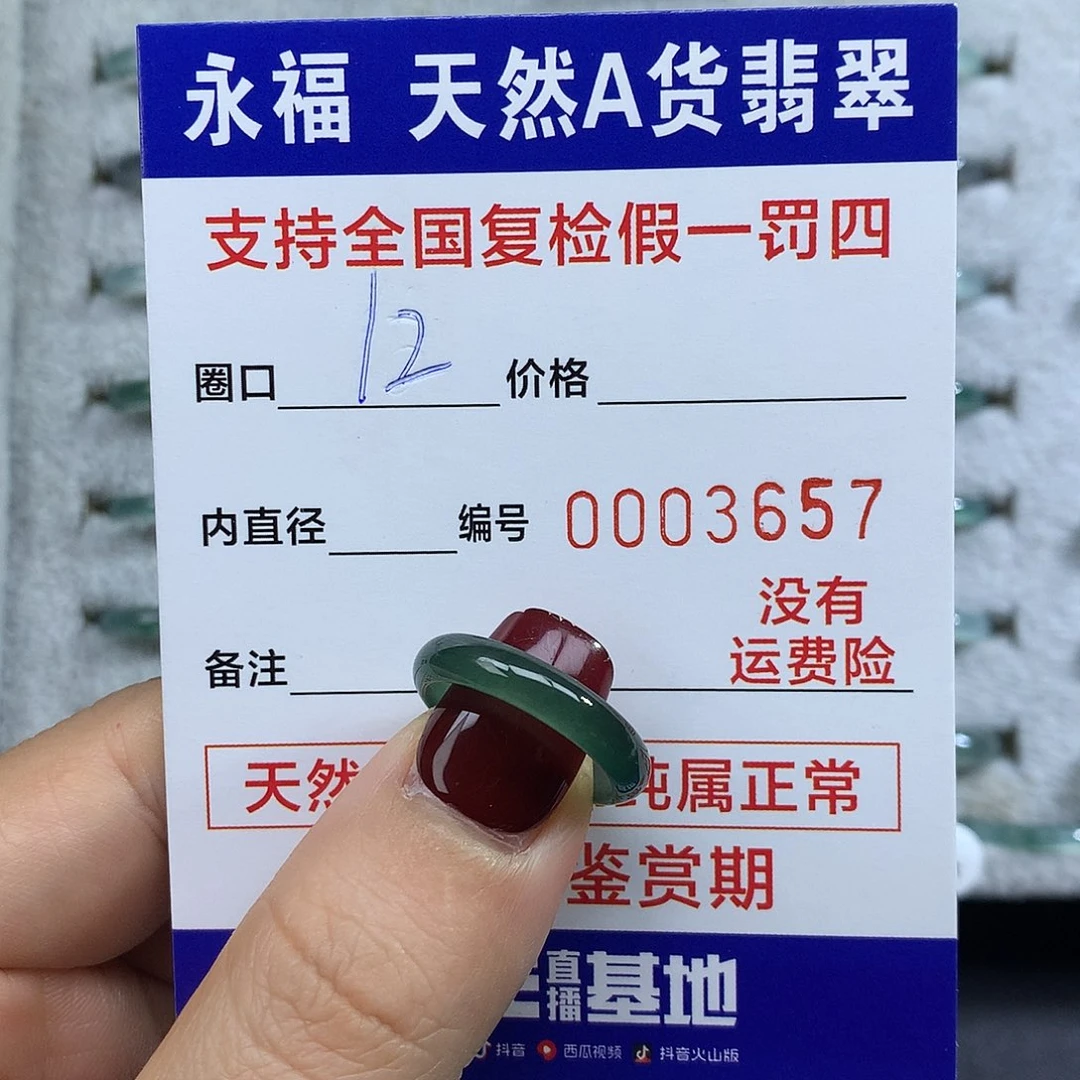 永福 天然A货翡翠
支持全国复检假一罚四
圈口 12 价格
内直径 编号 0003657
没有
备注 运费险
天然 纯属正常
鉴赏期
直播基地
抖音 西瓜视频 抖音火山版